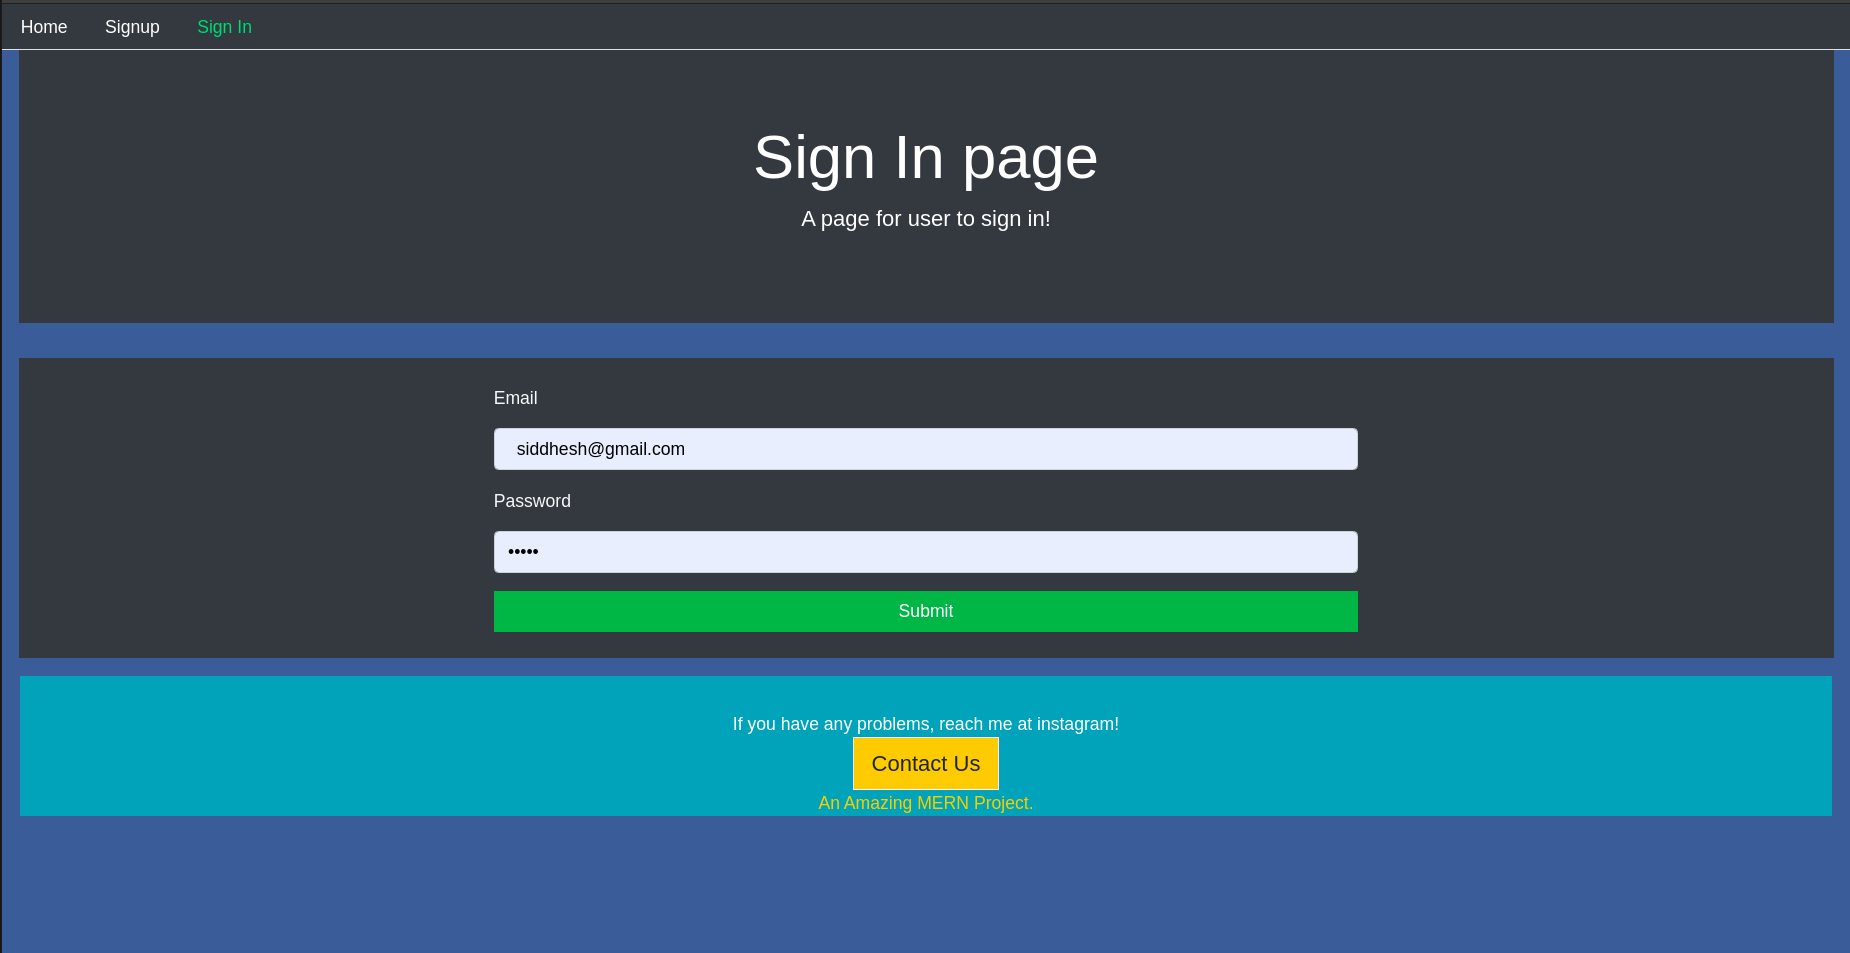 Home Signup Sign In
Sign In page
A page for user to sign in!
Email
siddhesh@gmail.com
Password
•••••
Submit
If you have any problems, reach me at instagram!
Contact Us
An Amazing MERN Project.